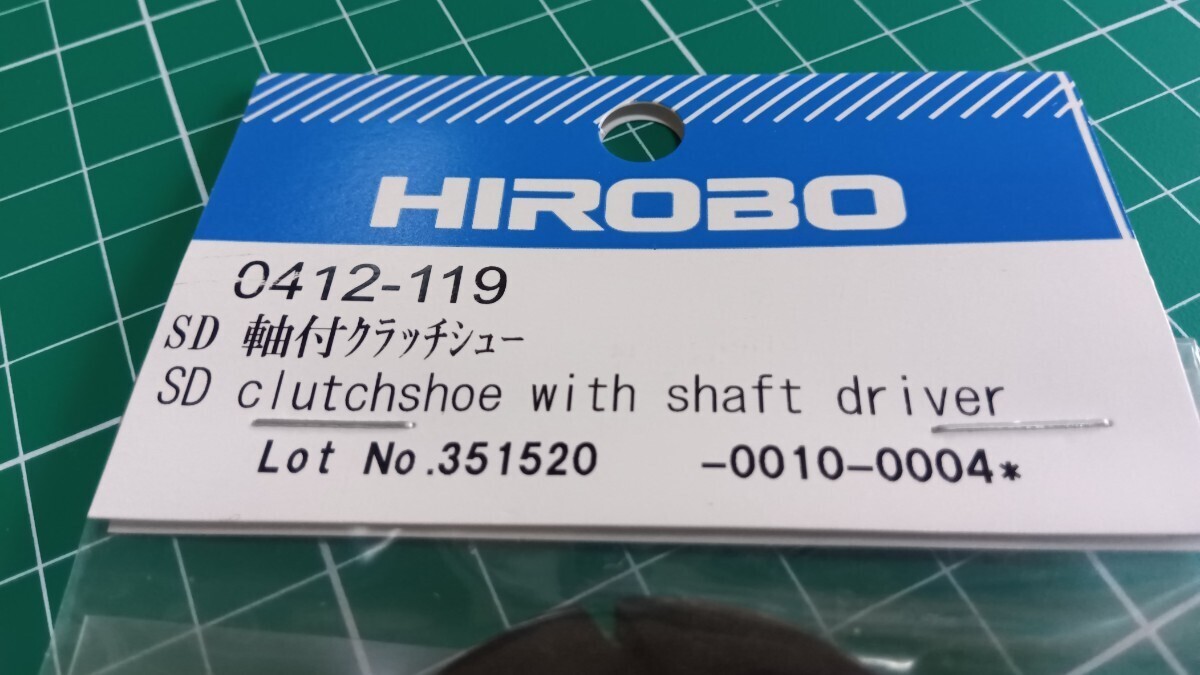 HIROBO
0412-119
SD 軸付クラッチシュー
SD clutchshoe with shaft driver
Lot No.351520 -0010-0004*